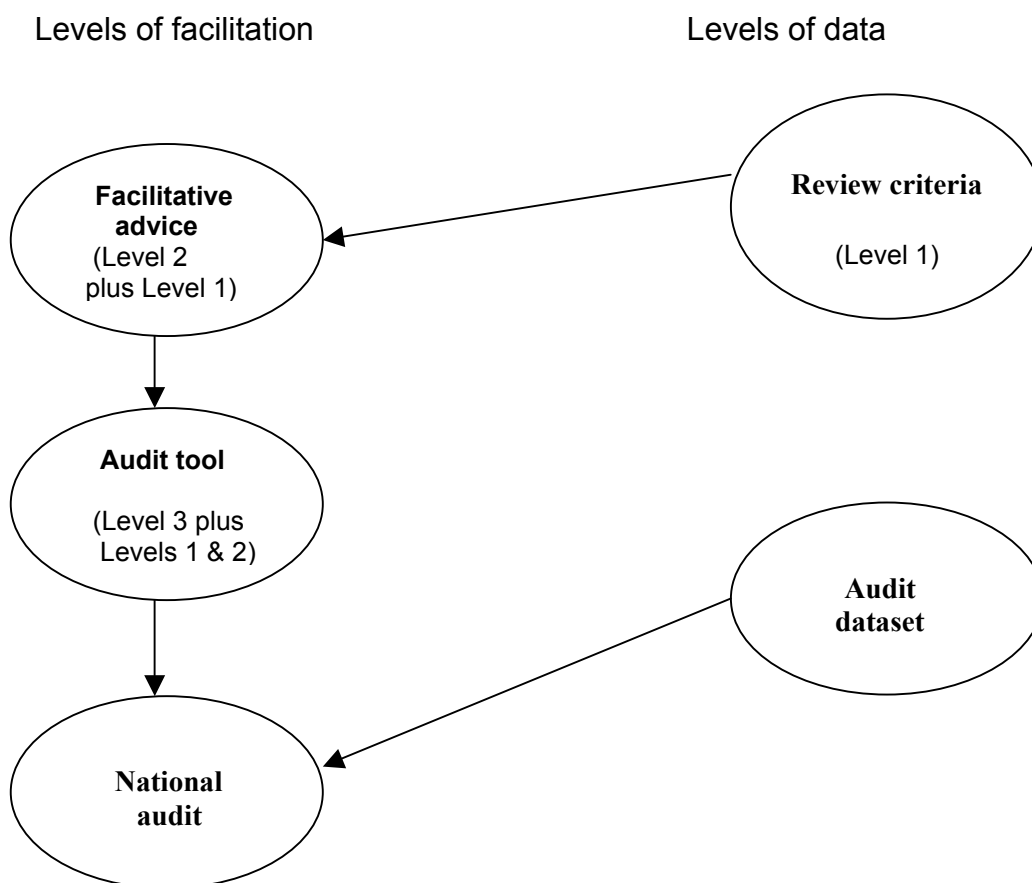 Levels of facilitation
Levels of data
Facilitative
advice
(Level 2
plus Level 1)
Review criteria
(Level 1)
Audit tool
(Level 3 plus
Levels 1 & 2)
Audit
dataset
National
audit